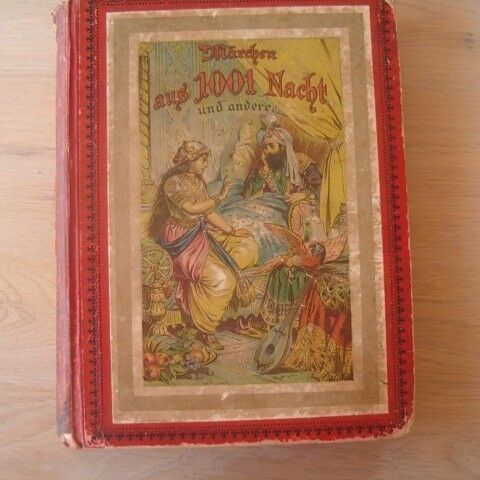 Märchen
aus 1001 Nacht
und andere